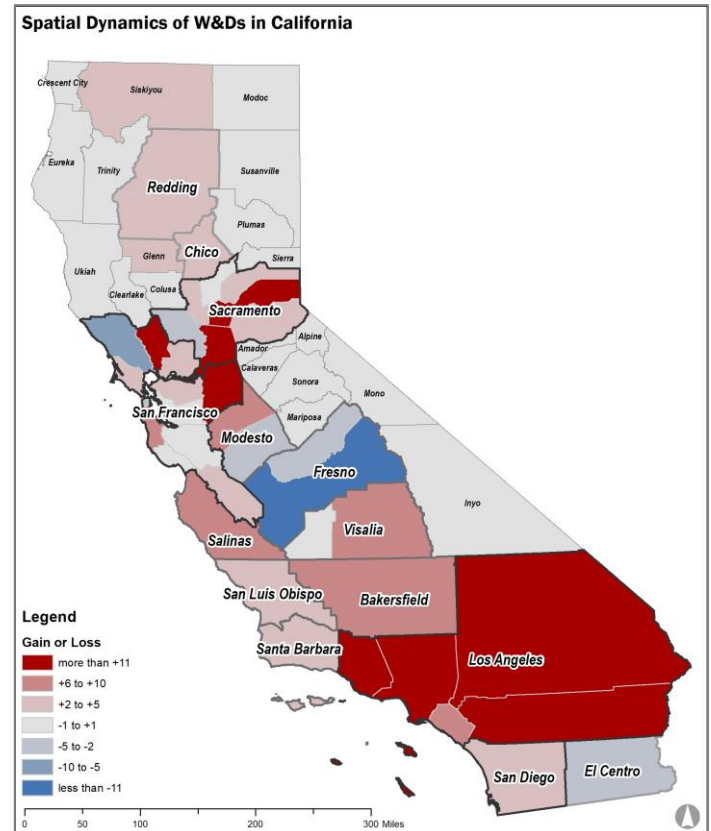 Spatial Dynamics of W&Ds in California
Crescent City
Siskiyou
Modoc
Eureka
Trinity
Redding
Susanville
Plumas
Chico
Glenn
Sierra
Ukiah
Colusa
Clearlake
Sacramento
Alpine
Amador
Calaveras
Sonora
Mono
San Francisco
Mariposa
Modesto
Fresno
Inyo
Visalia
Salinas
San Luis Obispo
Bakersfield
Santa Barbara
Los Angeles
San Diego
El Centro
Legend
Gain or Loss
more than +11
+6 to +10
+2 to +5
-1 to +1
-5 to -2
-10 to -5
less than -11
0 50 100 200 300 Miles